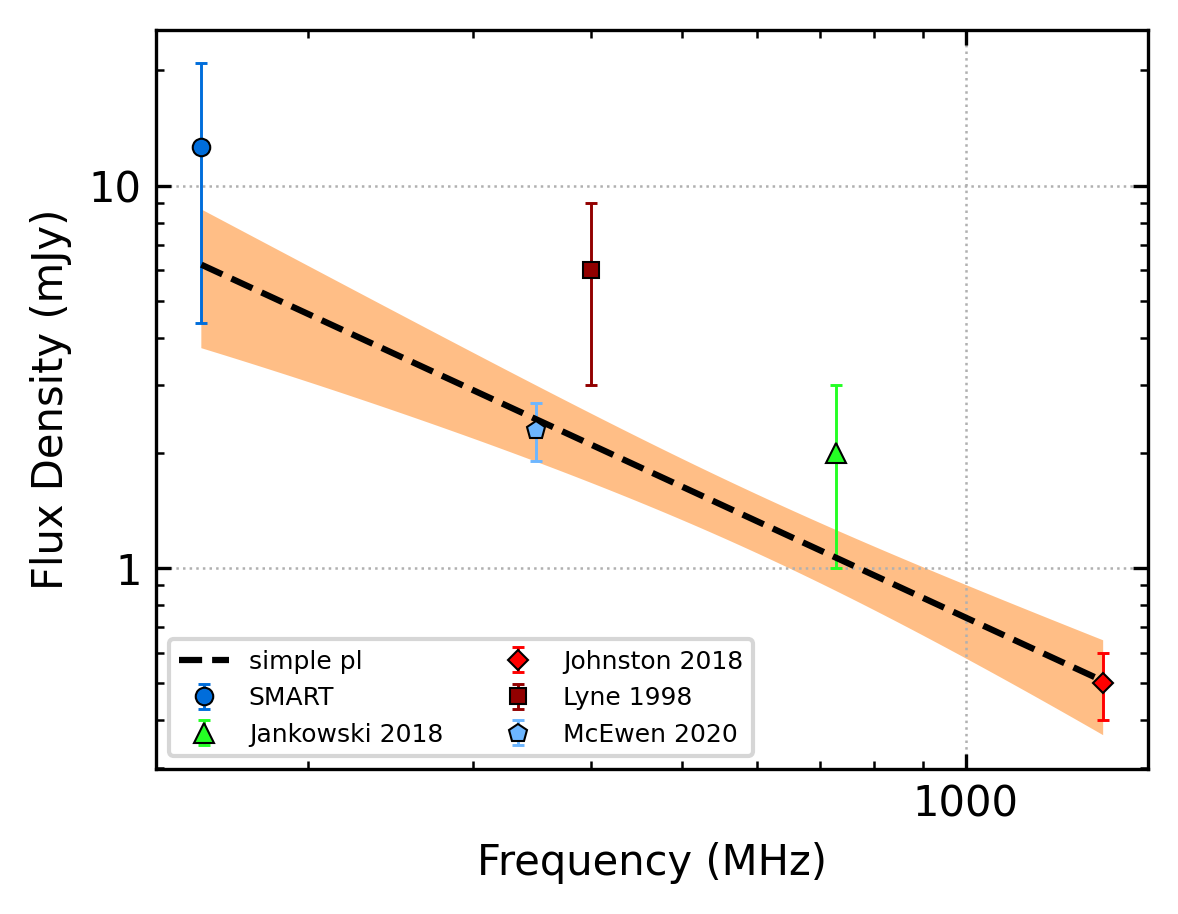 10
1
Flux Density (mJy)
simple pl
SMART
Jankowski 2018
Johnston 2018
Lyne 1998
McEwen 2020
1000
Frequency (MHz)